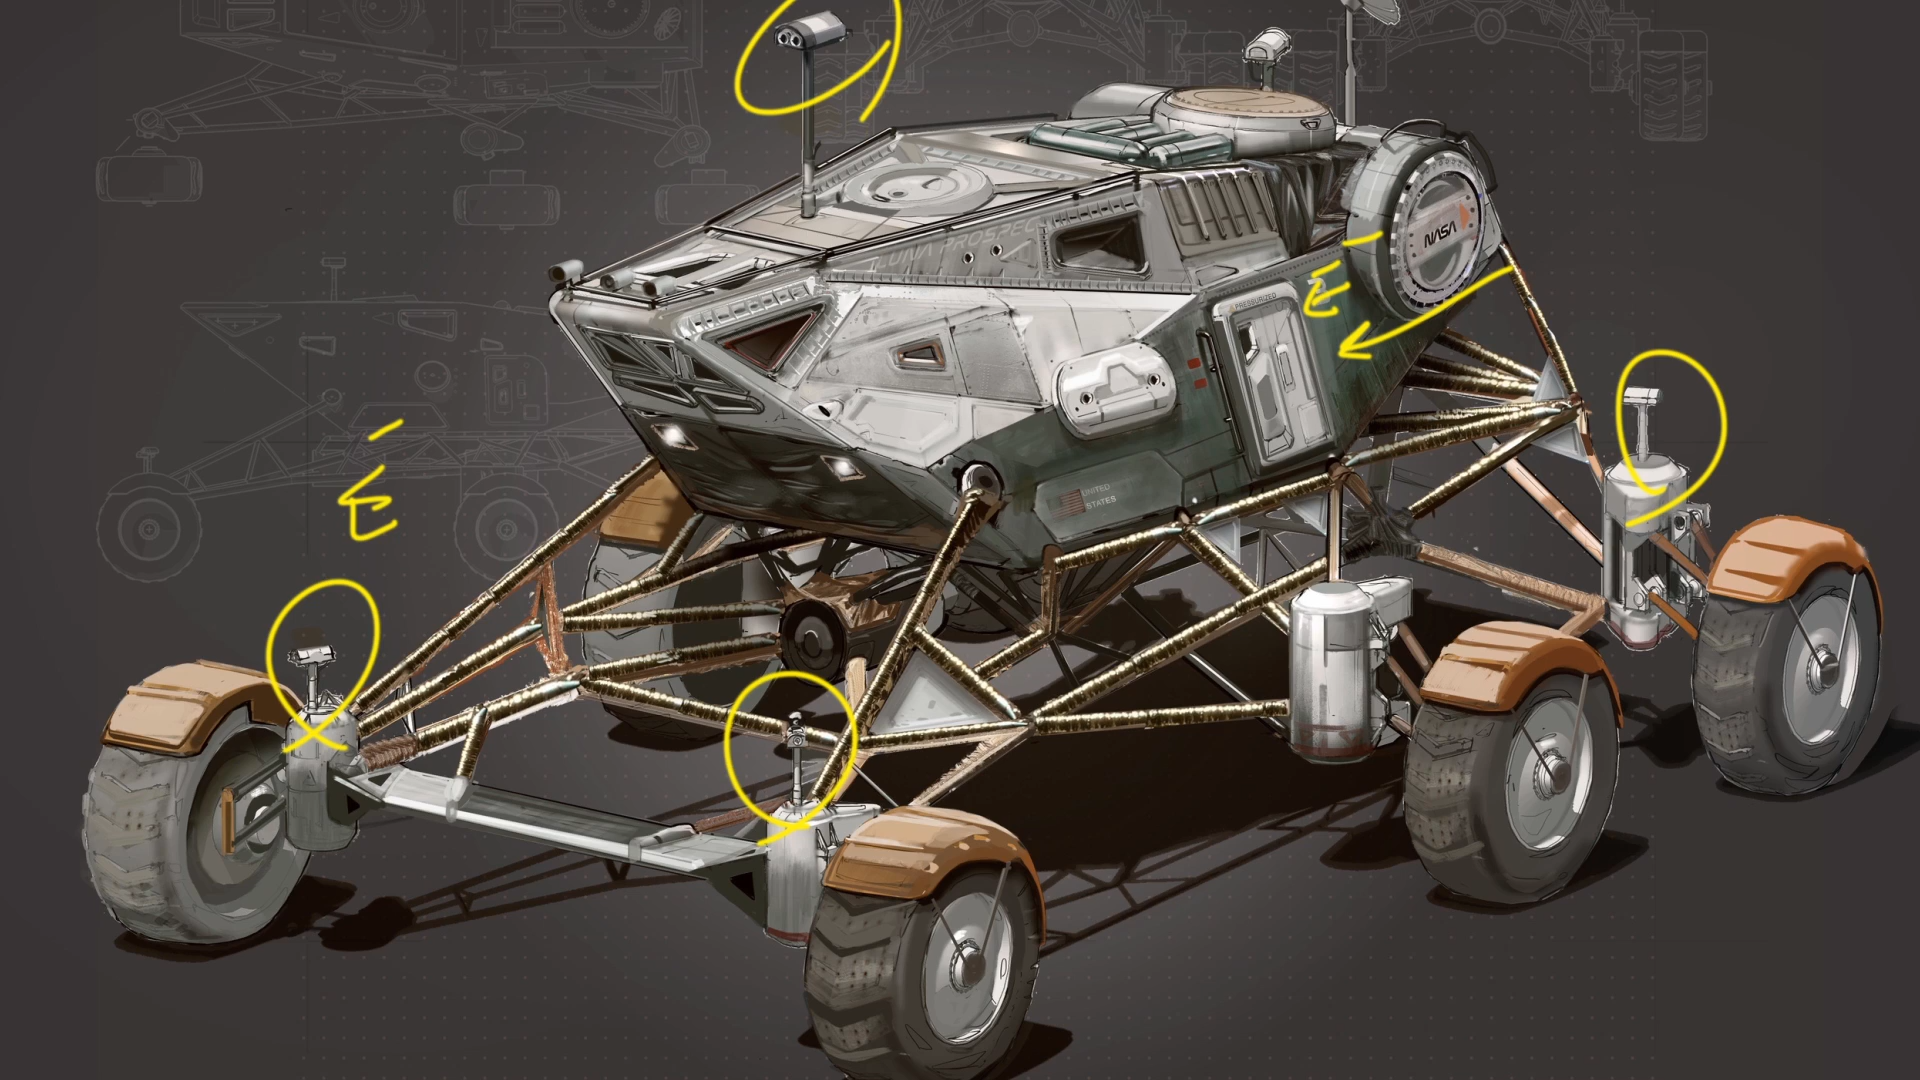 LUNA PROSPEC
NASA
PRESSURIZED
É
É
UNITED
STATES